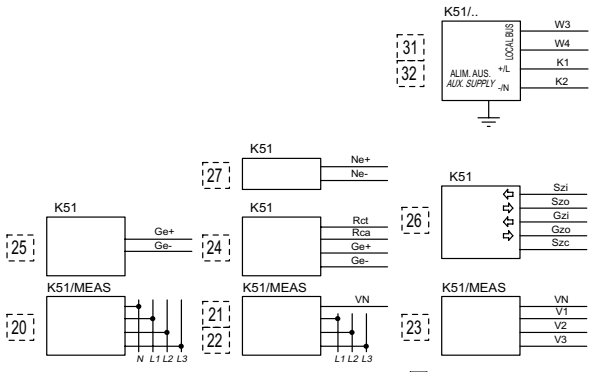 K51/..
31
32
LOCAL BUS
W3
W4
ALIM. AUS.
AUX. SUPPLY
+/L
-/N
K1
K2
K51
27
Ne+
Ne-
K51
25
Ge+
Ge-
K51
24
Rct
Rca
Ge+
Ge-
K51
26
Szi
Szo
Gzi
Gzo
Szc
K51/MEAS
20
N L1 L2 L3
K51/MEAS
21
22
VN
L1 L2 L3
K51/MEAS
23
VN
V1
V2
V3